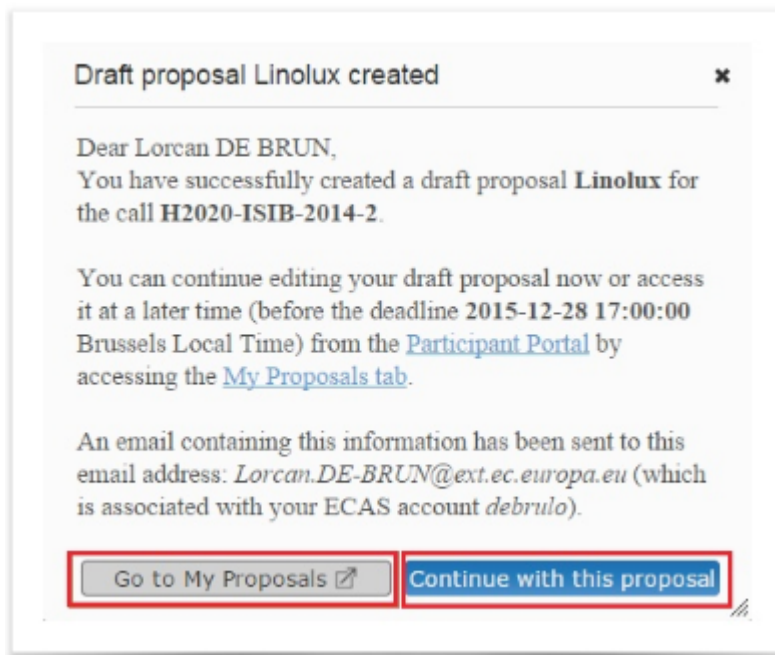 Draft proposal Linolux created ×
Dear Lorcan DE BRUN,
You have successfully created a draft proposal Linolux for
the call H2020-ISIB-2014-2.
You can continue editing your draft proposal now or access
it at a later time (before the deadline 2015-12-28 17:00:00
Brussels Local Time) from the Participant Portal by
accessing the My Proposals tab.
An email containing this information has been sent to this
email address: Lorcan.DE-BRUN@ext.ec.europa.eu (which
is associated with your ECAS account debrulo).
Go to My Proposals Continue with this proposal